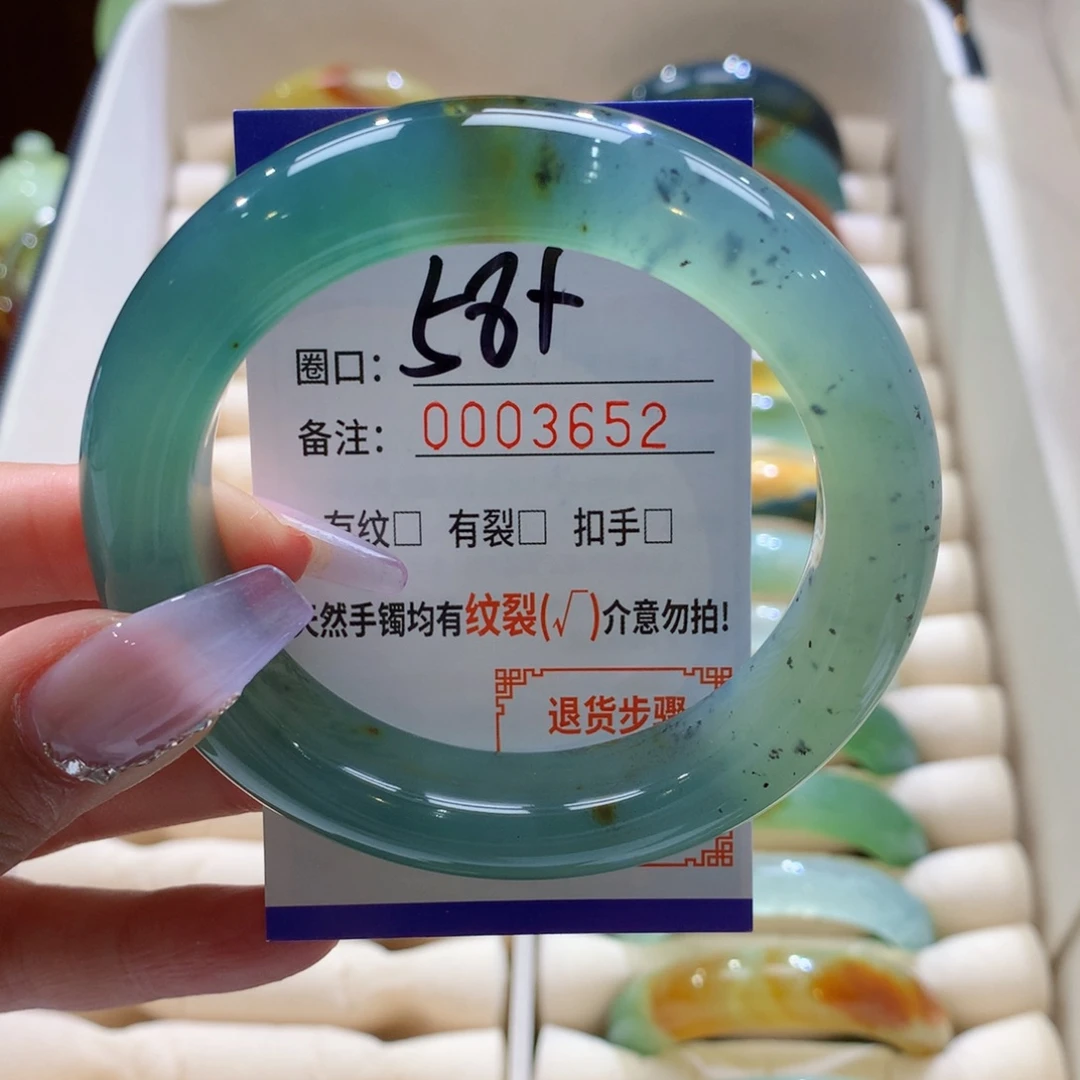 圈口: 58+
备注: 0003652
有纹□ 有裂□ 扣手□
天然手镯均有纹裂(√)介意勿拍!
退货步骤